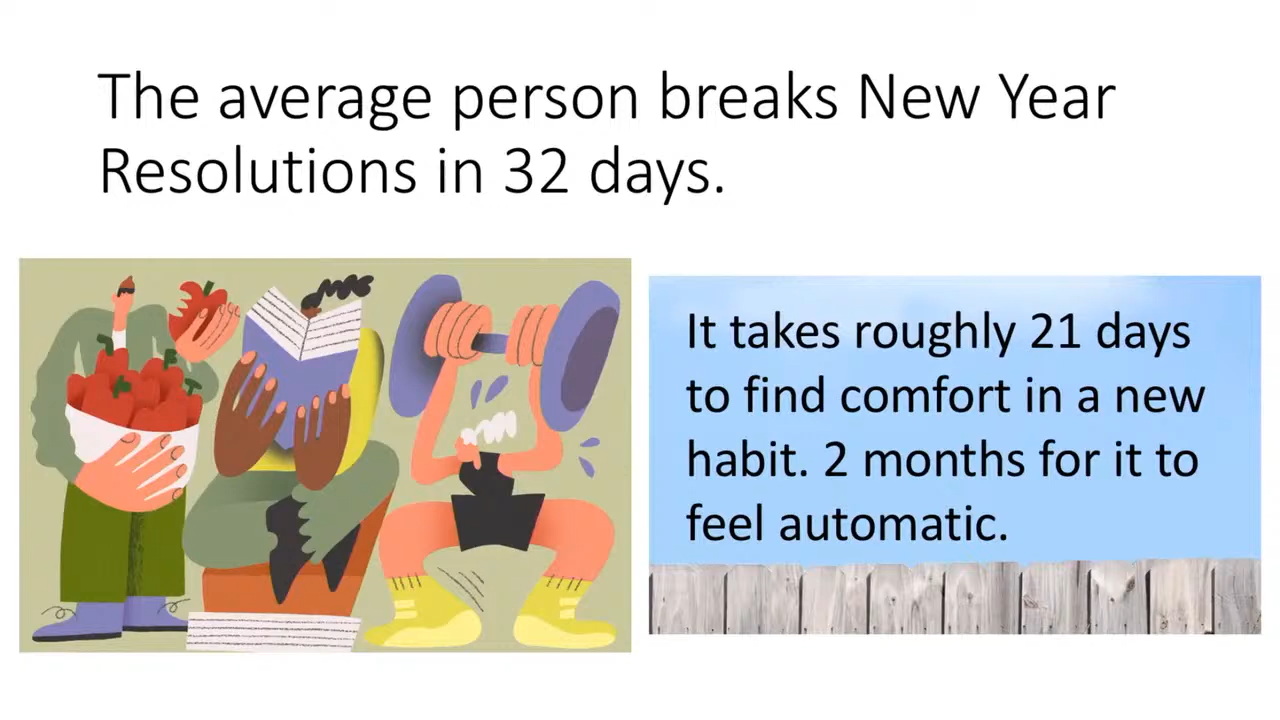 The average person breaks New Year
Resolutions in 32 days.
It takes roughly 21 days
to find comfort in a new
habit. 2 months for it to
feel automatic.